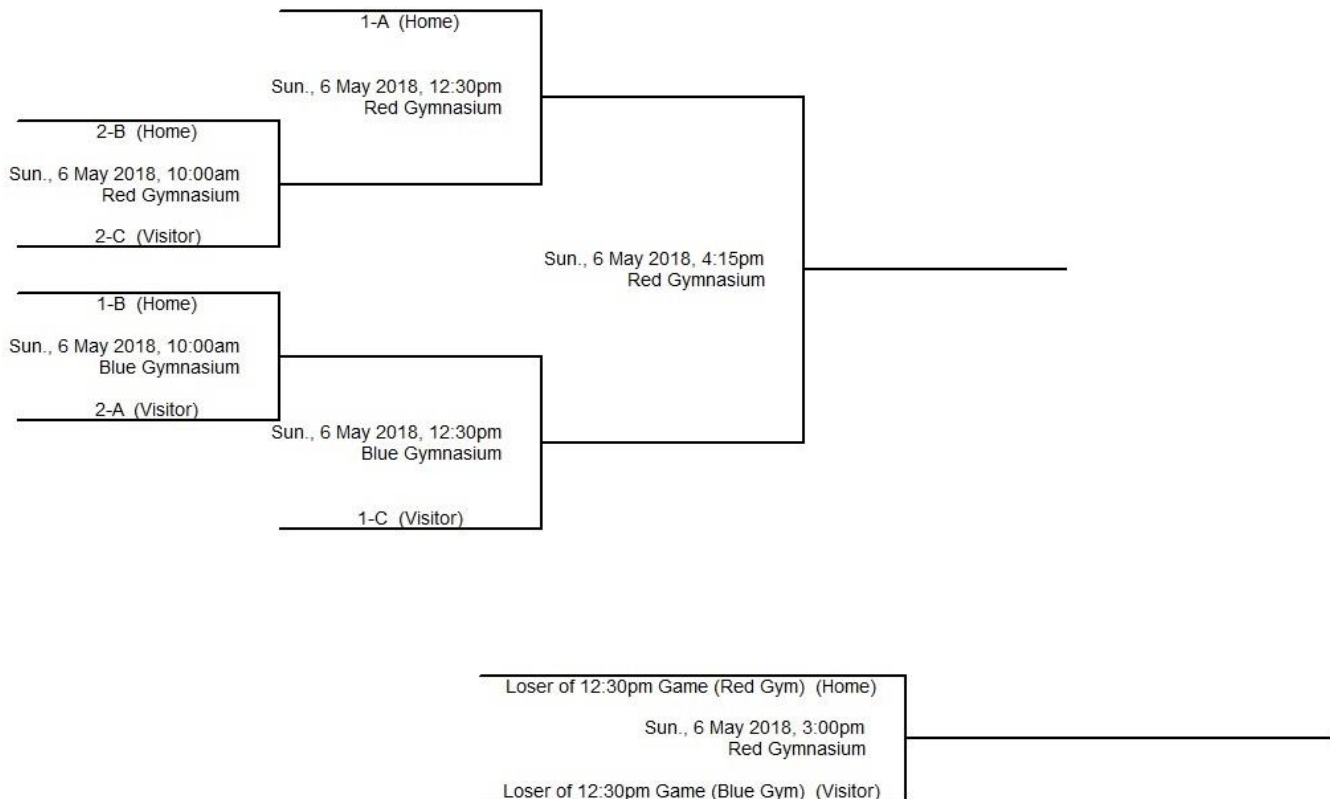 1-A (Home)
Sun., 6 May 2018, 12:30pm
Red Gymnasium
2-B (Home)
Sun., 6 May 2018, 10:00am
Red Gymnasium
2-C (Visitor)
Sun., 6 May 2018, 4:15pm
Red Gymnasium
1-B (Home)
Sun., 6 May 2018, 10:00am
Blue Gymnasium
2-A (Visitor)
Sun., 6 May 2018, 12:30pm
Blue Gymnasium
1-C (Visitor)
Loser of 12:30pm Game (Red Gym) (Home)
Sun., 6 May 2018, 3:00pm
Red Gymnasium
Loser of 12:30pm Game (Blue Gym) (Visitor)